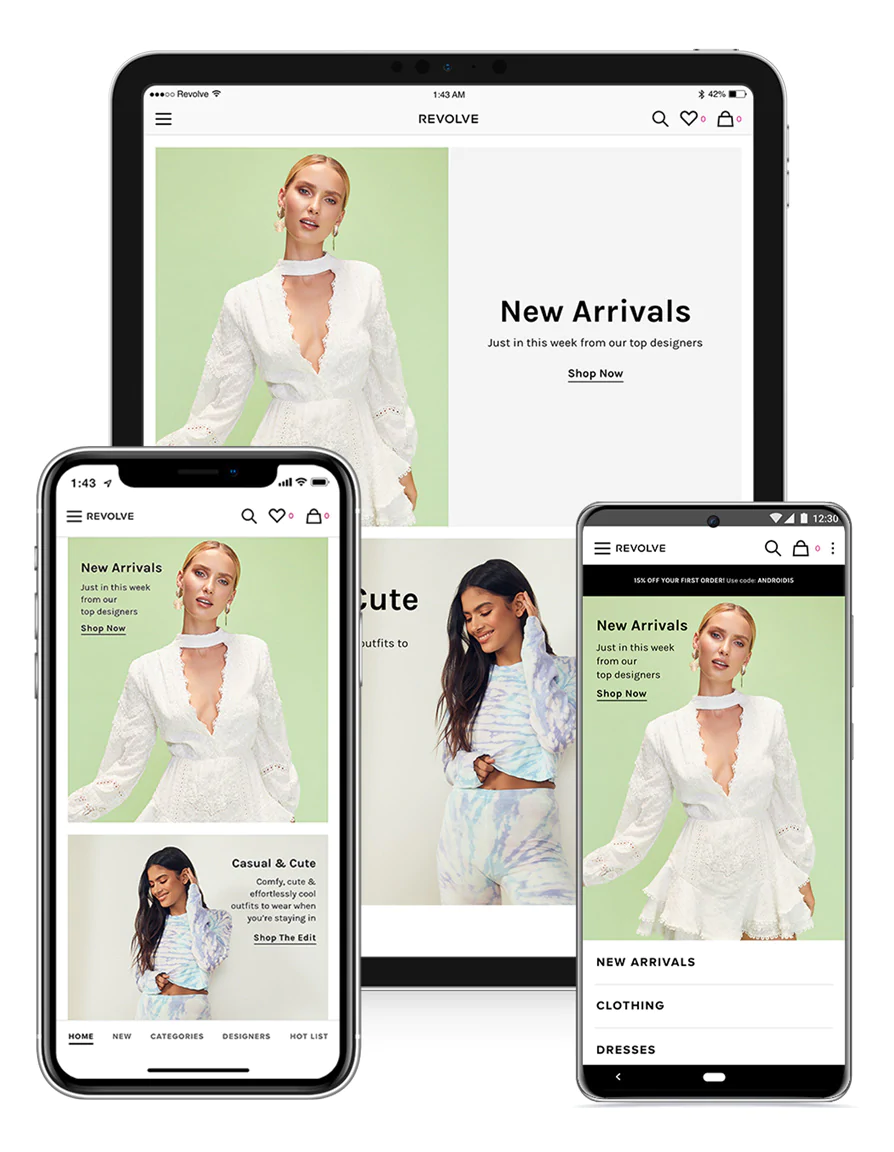 Revolve
1:43 AM
42%
REVOLVE
0
0
New Arrivals
Just in this week from our top designers
Shop Now
Cute
outfits to
1:43
REVOLVE
0
0
New Arrivals
Just in this week
from our
top designers
Shop Now
Casual & Cute
Comfy, cute &
effortlessly cool
outfits to wear when
you're staying in
Shop The Edit
HOME NEW CATEGORIES DESIGNERS HOT LIST
12:30
REVOLVE
0
15% OFF YOUR FIRST ORDER! Use code: ANDROID15
New Arrivals
Just in this week
from our
top designers
Shop Now
NEW ARRIVALS
CLOTHING
DRESSES